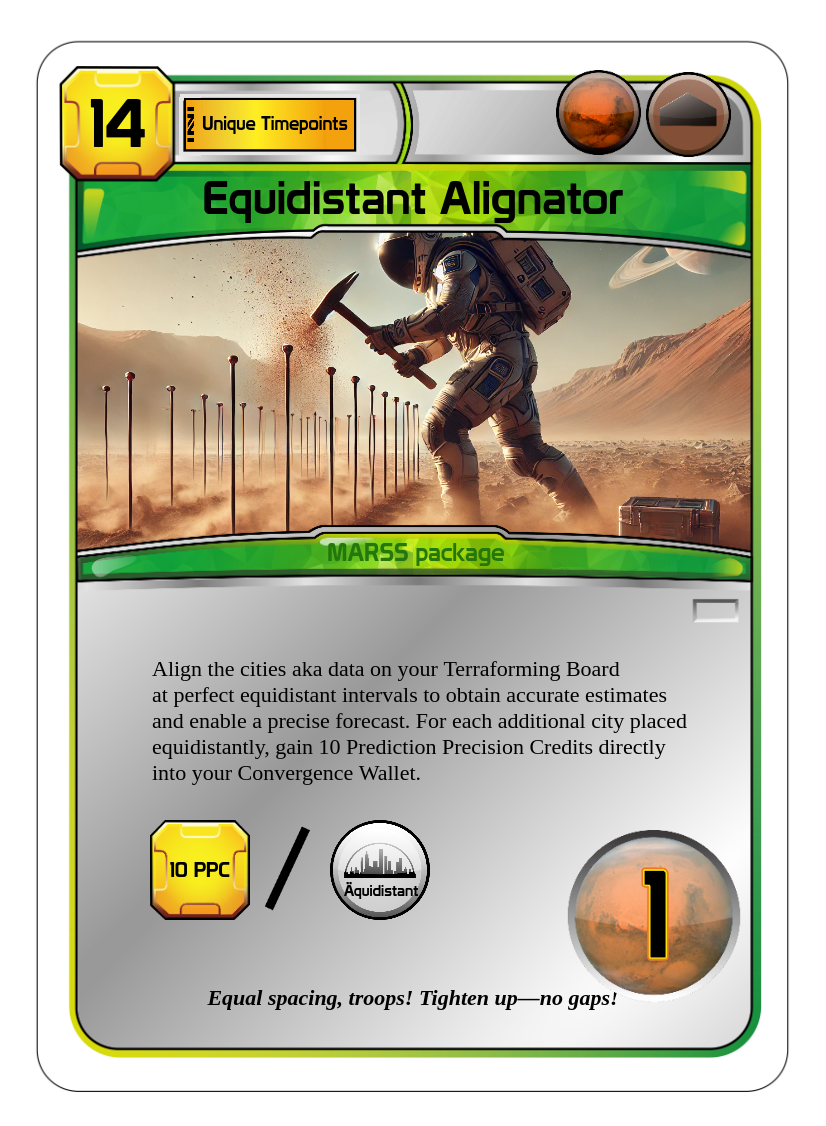 14
Unique Timepoints
Equidistant Alignator
MARSS package
Align the cities aka data on your Terraforming Board
at perfect equidistant intervals to obtain accurate estimates
and enable a precise forecast. For each additional city placed
equidistantly, gain 10 Prediction Precision Credits directly
into your Convergence Wallet.
10 PPC
Äquidistant
1
Equal spacing, troops! Tighten up—no gaps!